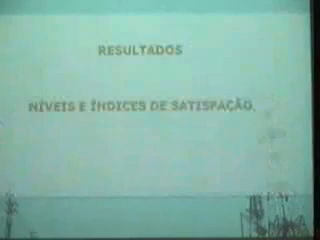 RESULTADOS
NÍVEIS E ÍNDICES DE SATISFAÇÃO.